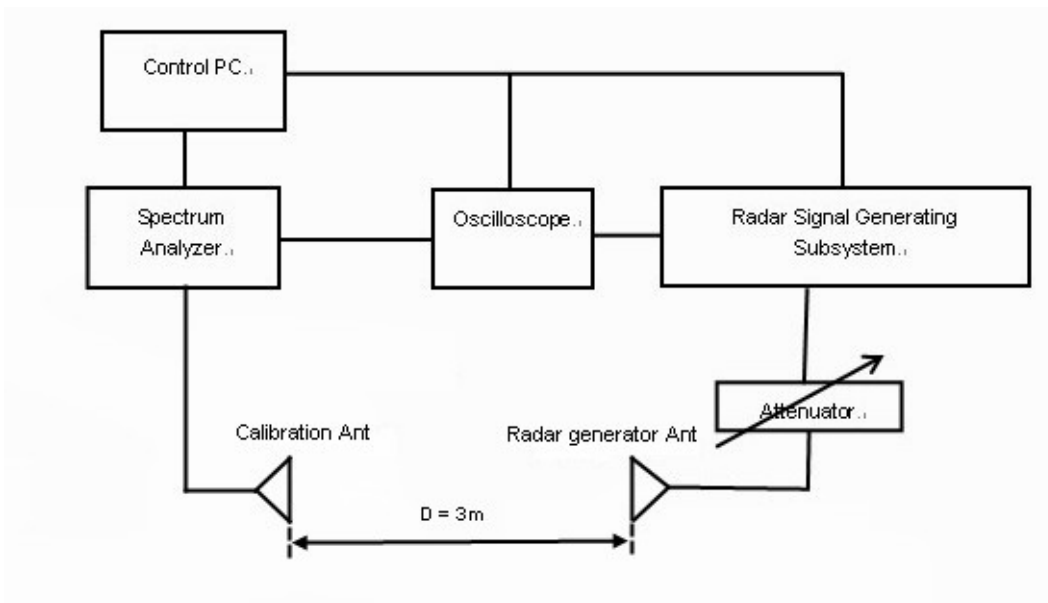 Control PC.
Spectrum
Analyzer.
Oscilloscope.
Radar Signal Generating
Subsystem.
Attenuator.
Calibration Ant
Radar generator Ant
D = 3m